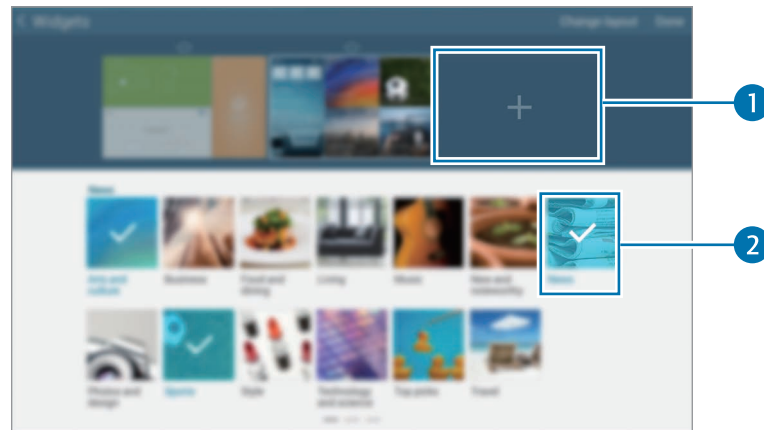 < Widgets
Change layout Done
1
News
Arts and culture
Business
Food and dining
Living
Music
New and noteworthy
News
2
Photos and design
Sports
Style
Technology and science
Top picks
Travel